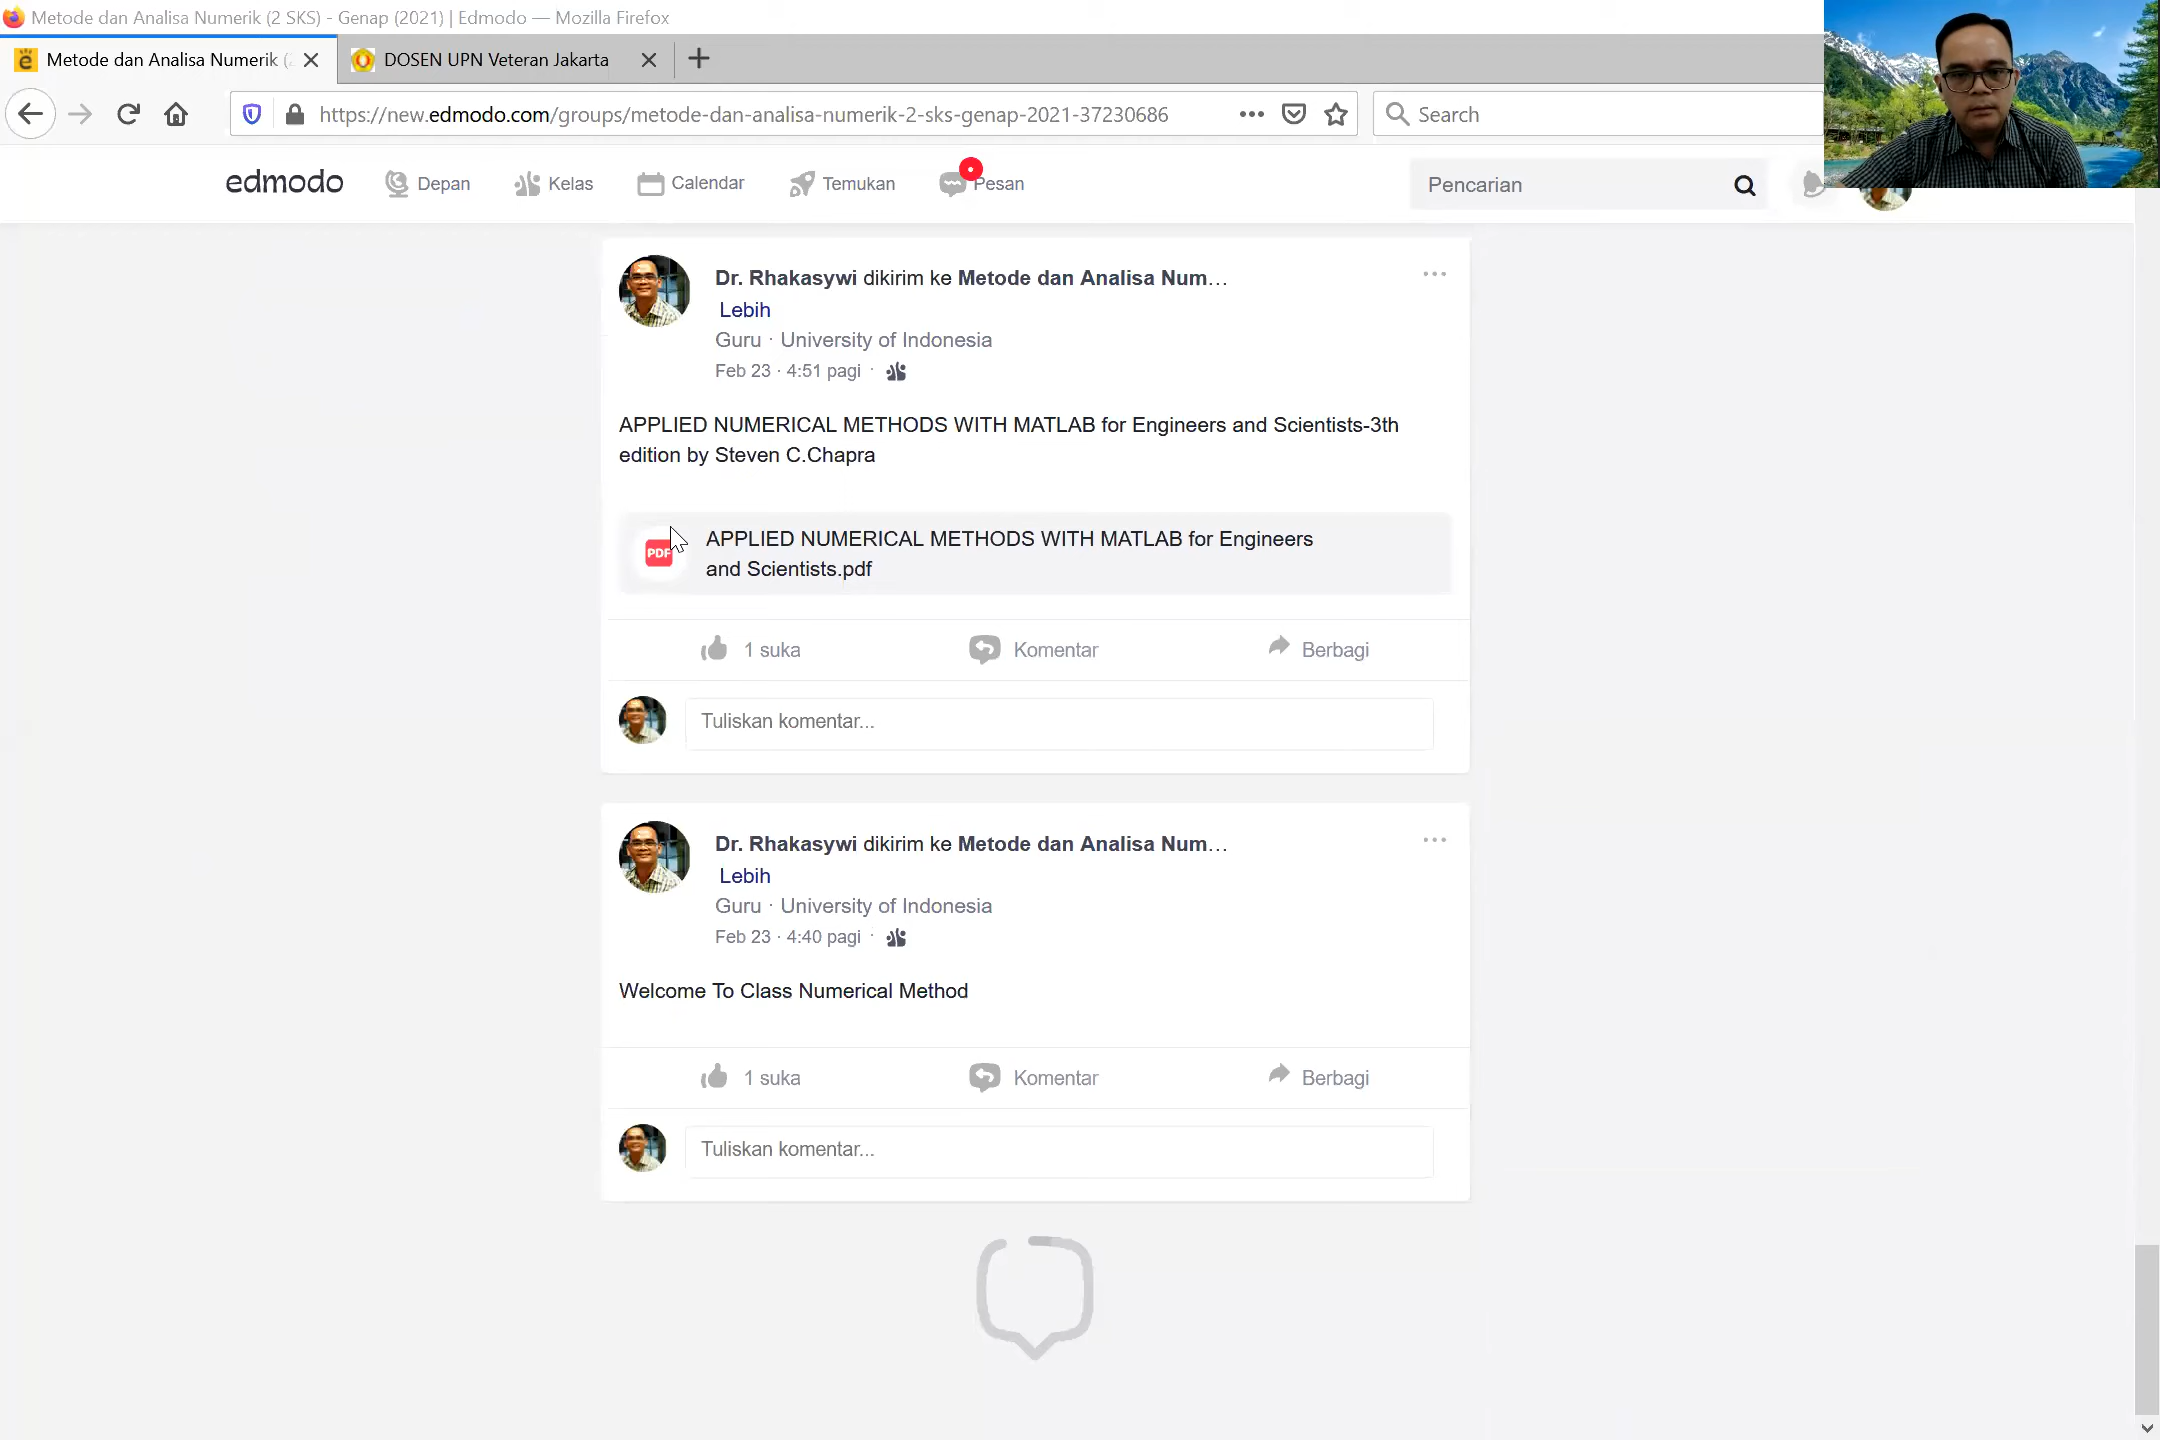 Metode dan Analisa Numerik (2 SKS) - Genap (2021) | Edmodo — Mozilla Firefox
Metode dan Analisa Numerik (
DOSEN UPN Veteran Jakarta
https://new.edmodo.com/groups/metode-dan-analisa-numerik-2-sks-genap-2021-37230686
Search
edmodo
Depan
Kelas
Calendar
Temukan
Pesan
Pencarian
Dr. Rhakasywi dikirim ke Metode dan Analisa Num...
Lebih
Guru · University of Indonesia
Feb 23 · 4:51 pagi ·
APPLIED NUMERICAL METHODS WITH MATLAB for Engineers and Scientists-3th
edition by Steven C.Chapra
PDF
APPLIED NUMERICAL METHODS WITH MATLAB for Engineers
and Scientists.pdf
1 suka
Komentar
Berbagi
Tuliskan komentar...
Dr. Rhakasywi dikirim ke Metode dan Analisa Num...
Lebih
Guru · University of Indonesia
Feb 23 · 4:40 pagi ·
Welcome To Class Numerical Method
1 suka
Komentar
Berbagi
Tuliskan komentar...